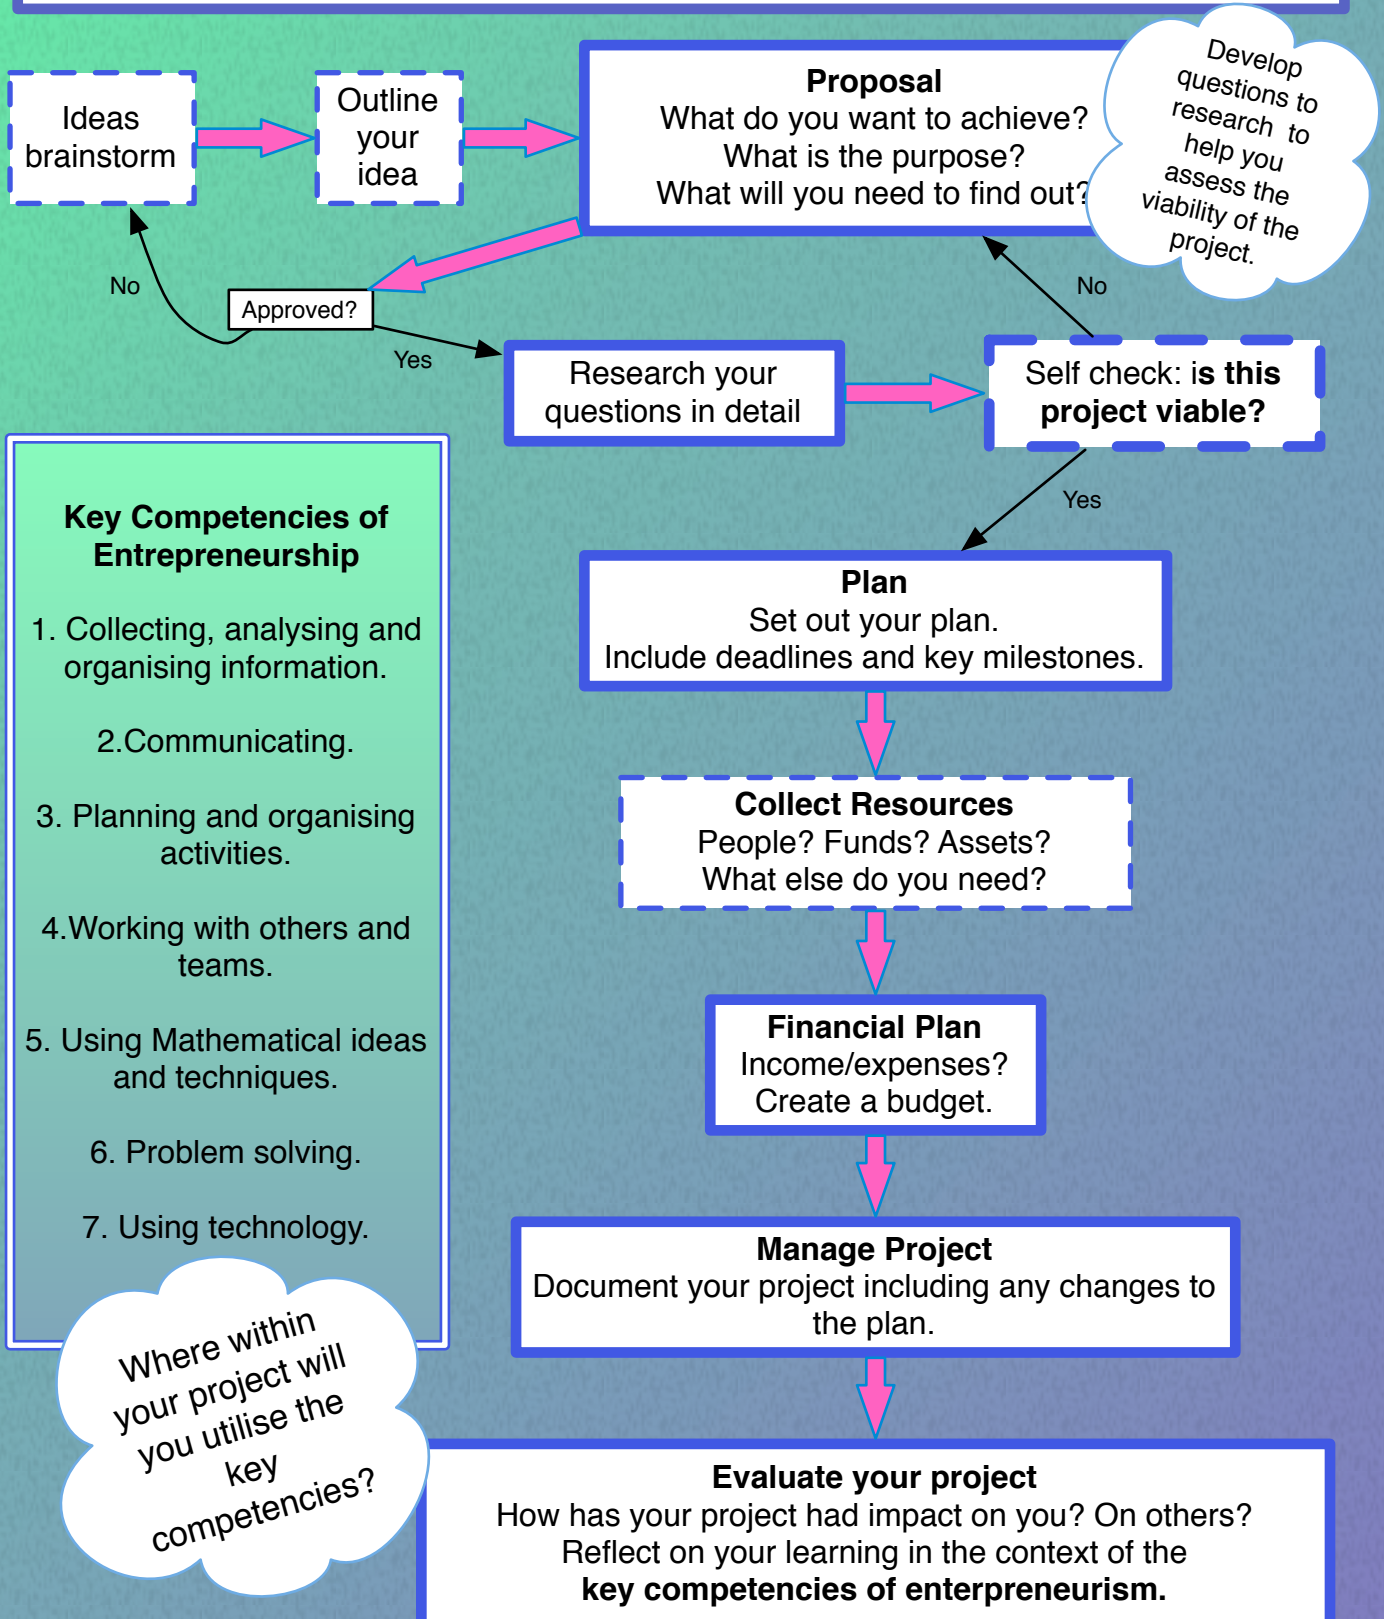 Ideas
brainstorm
Outline
your
idea
Proposal
What do you want to achieve?
What is the purpose?
What will you need to find out?
Develop
questions to
research to
help you
assess the
viability of the
project.
No
Approved?
Yes
Research your
questions in detail
No
Self check: is this
project viable?
Yes
Key Competencies of
Entrepreneurship
1. Collecting, analysing and
organising information.
2.Communicating.
3. Planning and organising
activities.
4.Working with others and
teams.
5. Using Mathematical ideas
and techniques.
6. Problem solving.
7. Using technology.
Where within
your project will
you utilise the
key
competencies?
Plan
Set out your plan.
Include deadlines and key milestones.
Collect Resources
People? Funds? Assets?
What else do you need?
Financial Plan
Income/expenses?
Create a budget.
Manage Project
Document your project including any changes to
the plan.
Evaluate your project
How has your project had impact on you? On others?
Reflect on your learning in the context of the
key competencies of enterpreneurism.